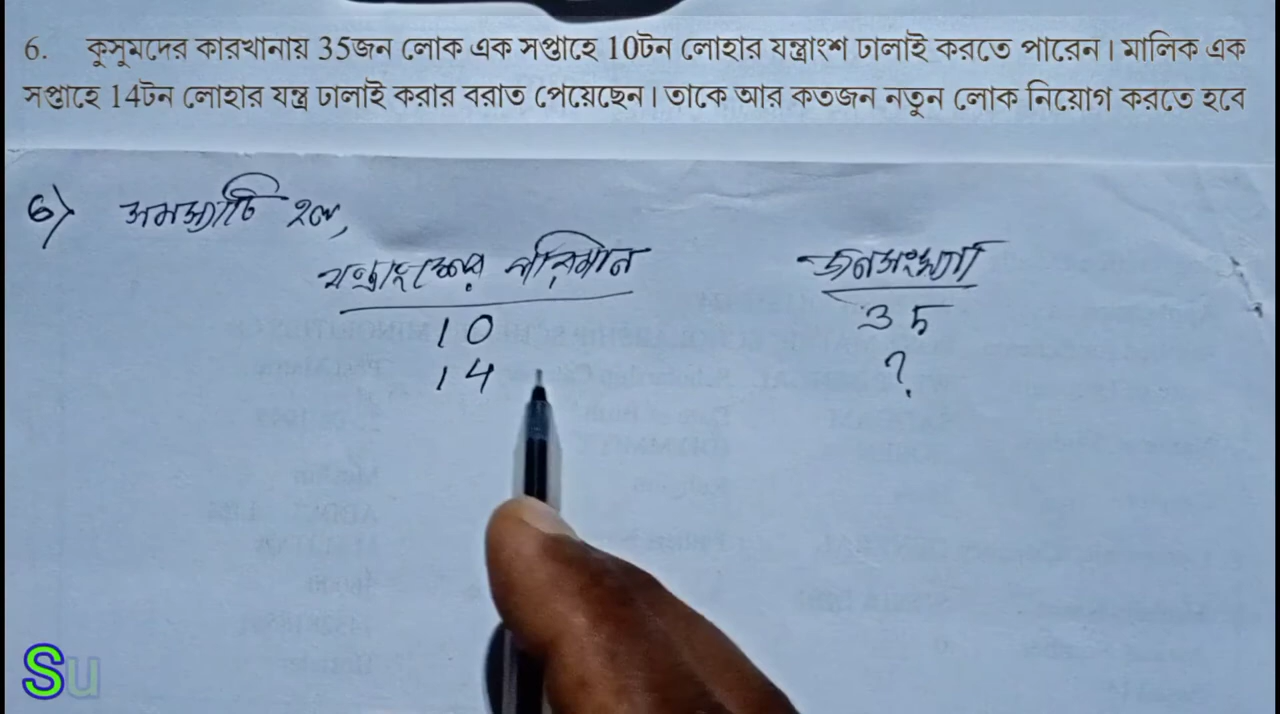 6. কুসুমদের কারখানায় 35জন লোক এক সপ্তাহে 10টন লোহার যন্ত্রাংশ ঢালাই করতে পারেন। মালিক এক
সপ্তাহে 14টন লোহার যন্ত্র ঢালাই করার বরাত পেয়েছেন। তাকে আর কতজন নতুন লোক নিয়োগ করতে হবে
6) সমস্যাটি হল,
যন্ত্রাংশের পরিমান জনসংখ্যা
10 35
14 ?
Su